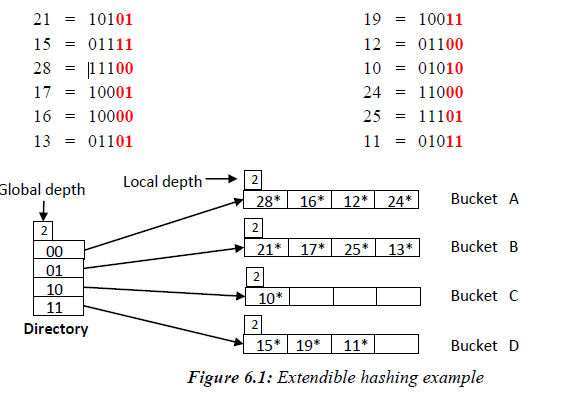 21 = 10101 19 = 10011
15 = 01111 12 = 01100
28 = 11100 10 = 01010
17 = 10001 24 = 11000
16 = 10000 25 = 11101
13 = 01101 11 = 01011
Global depth Local depth 2
28* 16* 12* 24* Bucket A
2 2
00 21* 17* 25* 13* Bucket B
01 2
10 10* Bucket C
11 2
Directory 15* 19* 11* Bucket D
Figure 6.1: Extendible hashing example